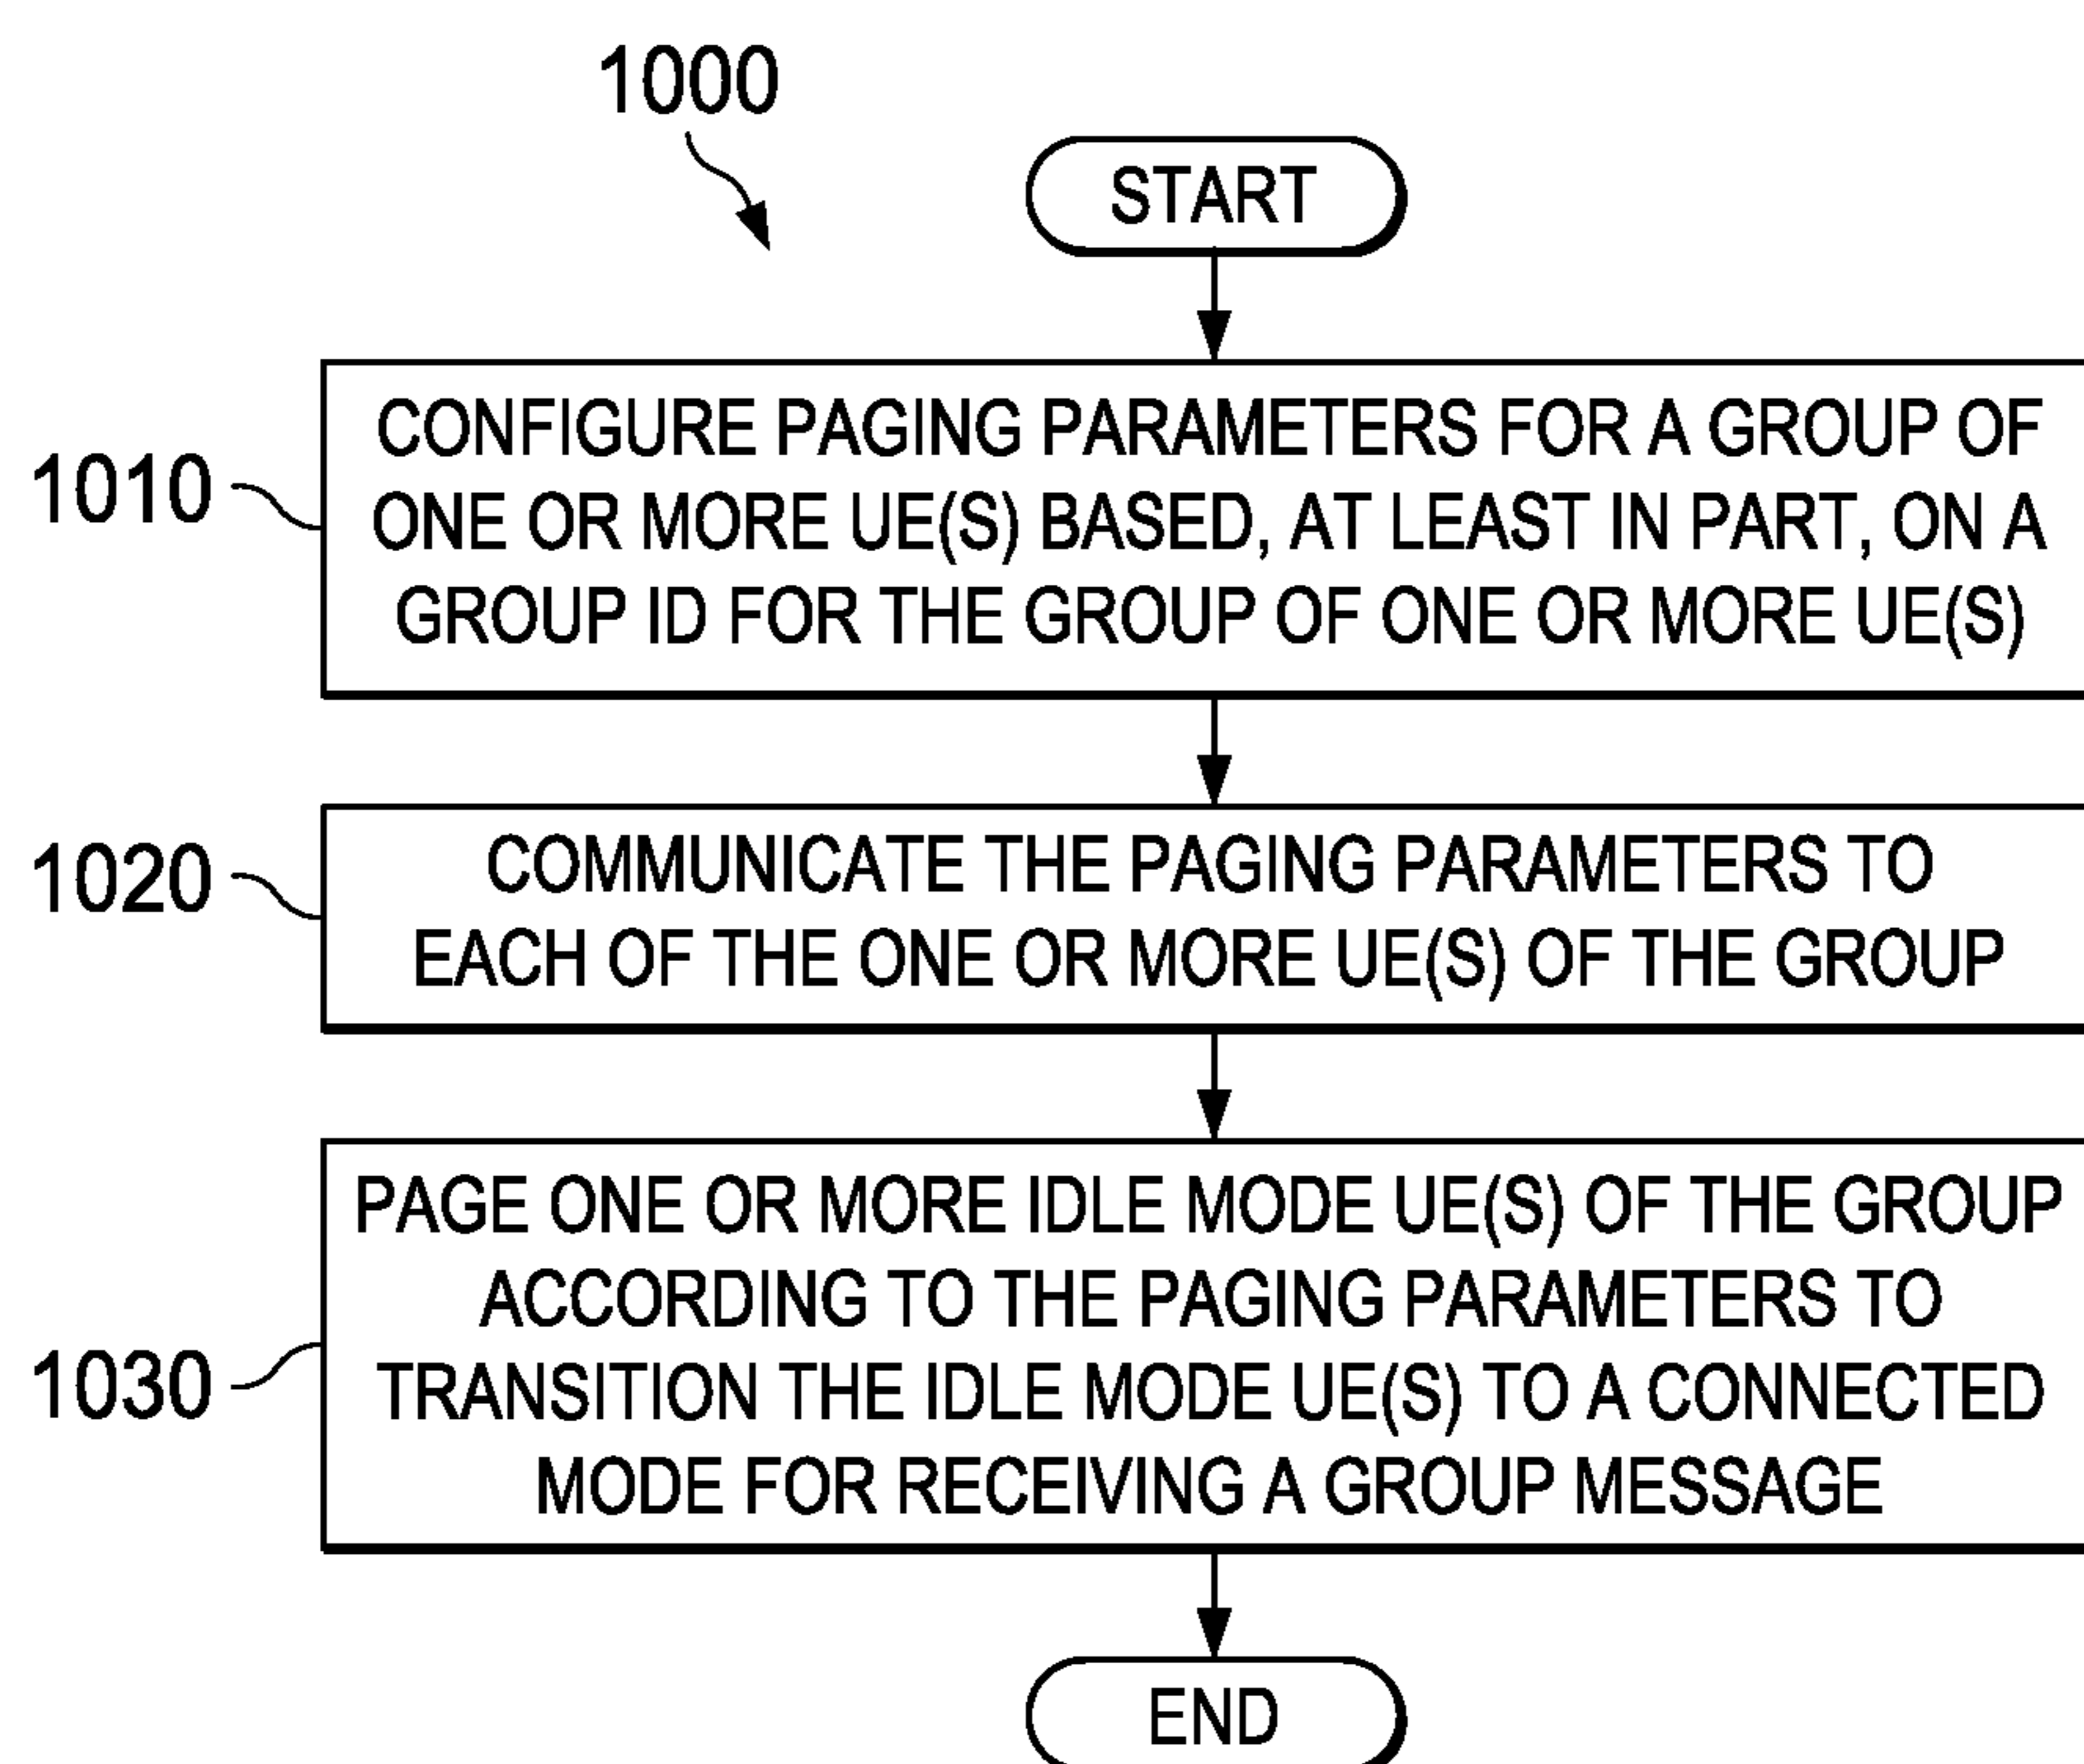 1000
START
1010
CONFIGURE PAGING PARAMETERS FOR A GROUP OF
ONE OR MORE UE(S) BASED, AT LEAST IN PART, ON A
GROUP ID FOR THE GROUP OF ONE OR MORE UE(S)
1020
COMMUNICATE THE PAGING PARAMETERS TO
EACH OF THE ONE OR MORE UE(S) OF THE GROUP
1030
PAGE ONE OR MORE IDLE MODE UE(S) OF THE GROUP
ACCORDING TO THE PAGING PARAMETERS TO
TRANSITION THE IDLE MODE UE(S) TO A CONNECTED
MODE FOR RECEIVING A GROUP MESSAGE
END